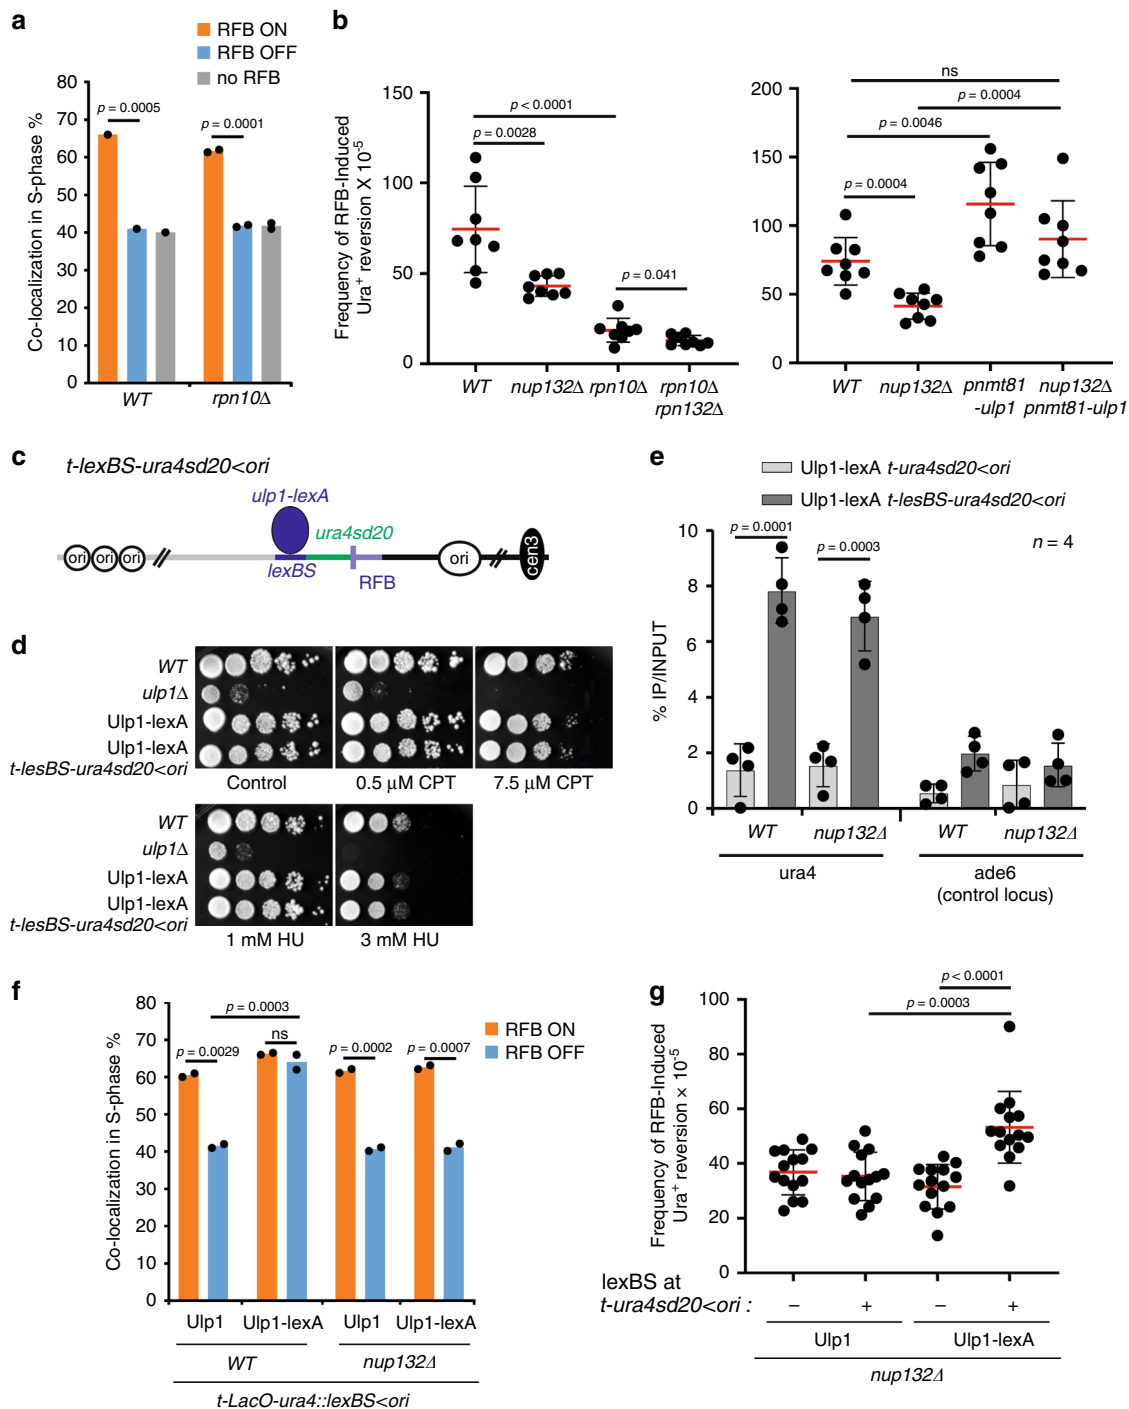 a
RFB ON
RFB OFF
no RFB
Co-localization in S-phase %
80
70
60
50
40
30
20
10
0
p = 0.0005
p = 0.0001
WT
rpn10Δ
b
Frequency of RFB-Induced
Ura⁺ reversion X 10⁻⁵
150
100
50
0
p < 0.0001
p = 0.0028
p = 0.041
WT
nup132Δ
rpn10Δ
rpn10Δ
rpn132Δ
200
150
100
50
0
ns
p = 0.0004
p = 0.0046
p = 0.0004
WT
nup132Δ
pnmt81
-ulp1
nup132Δ
pnmt81-ulp1
c
t-lexBS-ura4sd20<ori
ulp1-lexA
ura4sd20
ori
ori
ori
lexBS
RFB
ori
cen3
d
WT
ulp1Δ
Ulp1-lexA
Ulp1-lexA
t-lesBS-ura4sd20<ori
Control
0.5 μM CPT
7.5 μM CPT
WT
ulp1Δ
Ulp1-lexA
Ulp1-lexA
t-lesBS-ura4sd20<ori
1 mM HU
3 mM HU
e
Ulp1-lexA t-ura4sd20<ori
Ulp1-lexA t-lesBS-ura4sd20<ori
% IP/INPUT
10
8
6
4
2
0
p = 0.0001
p = 0.0003
n = 4
WT
nup132Δ
WT
nup132Δ
ura4
ade6
(control locus)
f
Co-localization in S-phase %
80
70
60
50
40
30
20
10
0
p = 0.0003
p = 0.0029
ns
p = 0.0002
p = 0.0007
RFB ON
RFB OFF
Ulp1
Ulp1-lexA
Ulp1
Ulp1-lexA
WT
nup132Δ
t-LacO-ura4::lexBS<ori
g
Frequency of RFB-Induced
Ura⁺ reversion × 10⁻⁵
100
80
60
40
20
0
p < 0.0001
p = 0.0003
lexBS at
t-ura4sd20<ori : – + – +
Ulp1
Ulp1-lexA
nup132Δ